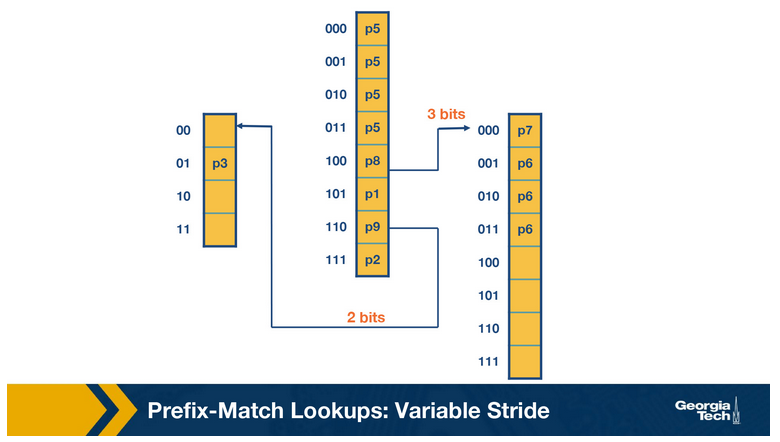 000 p5
001 p5
010 p5
011 p5
100 p8
101 p1
110 p9
111 p2
00
01 p3
10
11
3 bits
000 p7
001 p6
010 p6
011 p6
100
101
110
111
2 bits
Prefix-Match Lookups: Variable Stride
Georgia
Tech